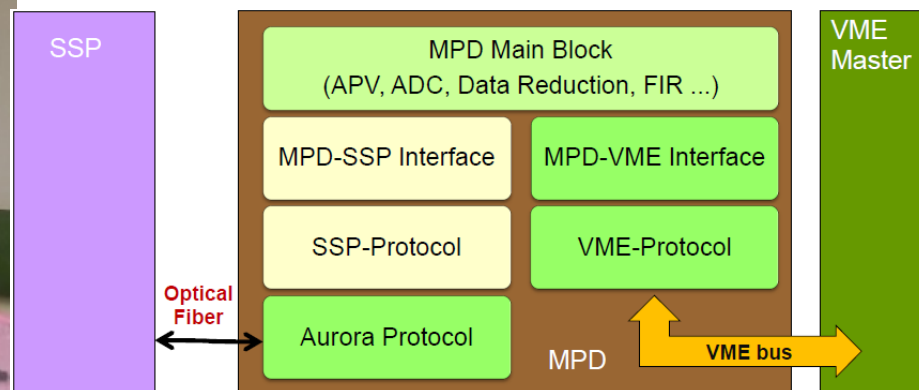 SSP
MPD Main Block
(APV, ADC, Data Reduction, FIR ...)
MPD-SSP Interface
MPD-VME Interface
SSP-Protocol
VME-Protocol
Optical
Fiber
Aurora Protocol
MPD
VME bus
VME
Master